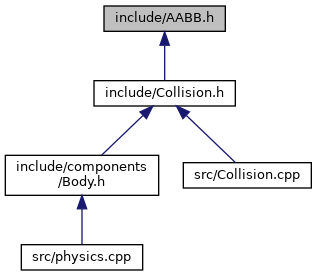 include/AABB.h
include/Collision.h
include/components
/Body.h
src/Collision.cpp
src/physics.cpp